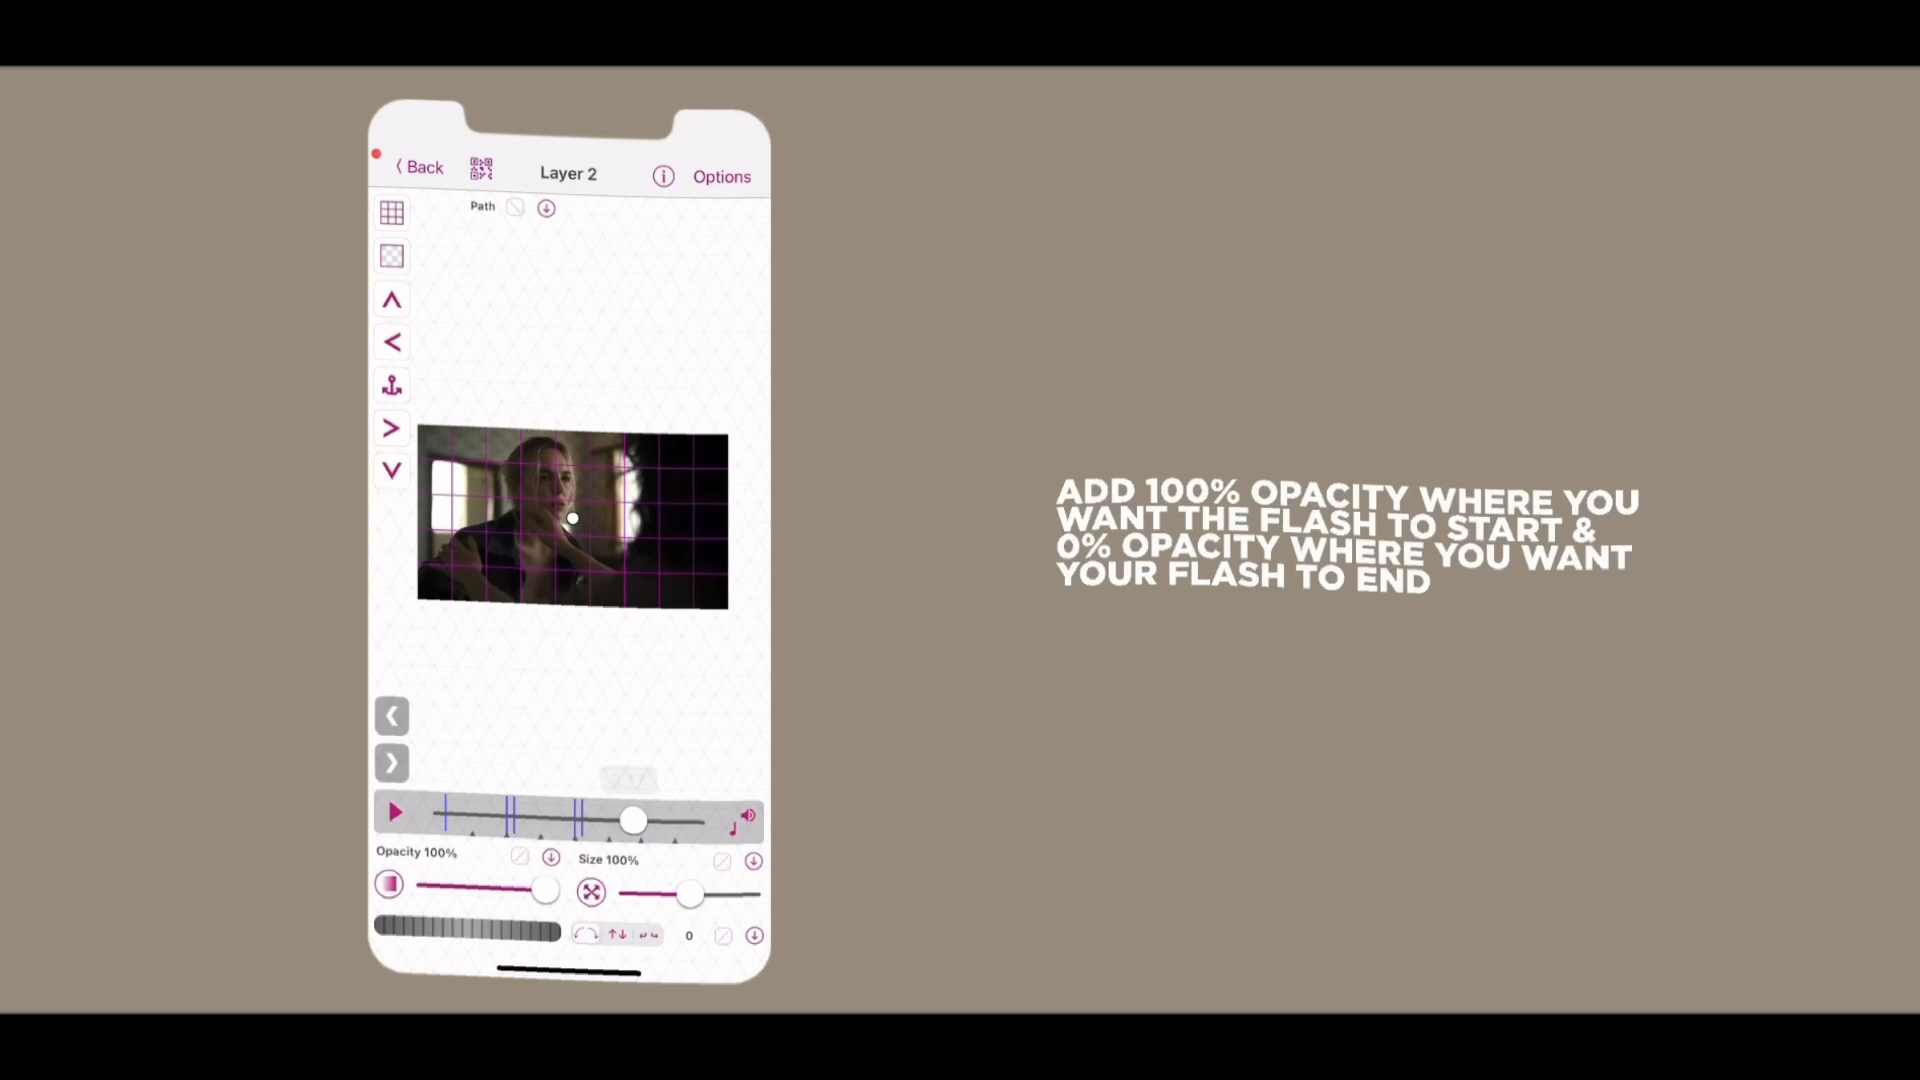 Back
Layer 2
Options
Path
Opacity 100%
Size 100%
0
ADD 100% OPACITY WHERE YOU
WANT THE FLASH TO START &
0% OPACITY WHERE YOU WANT
YOUR FLASH TO END